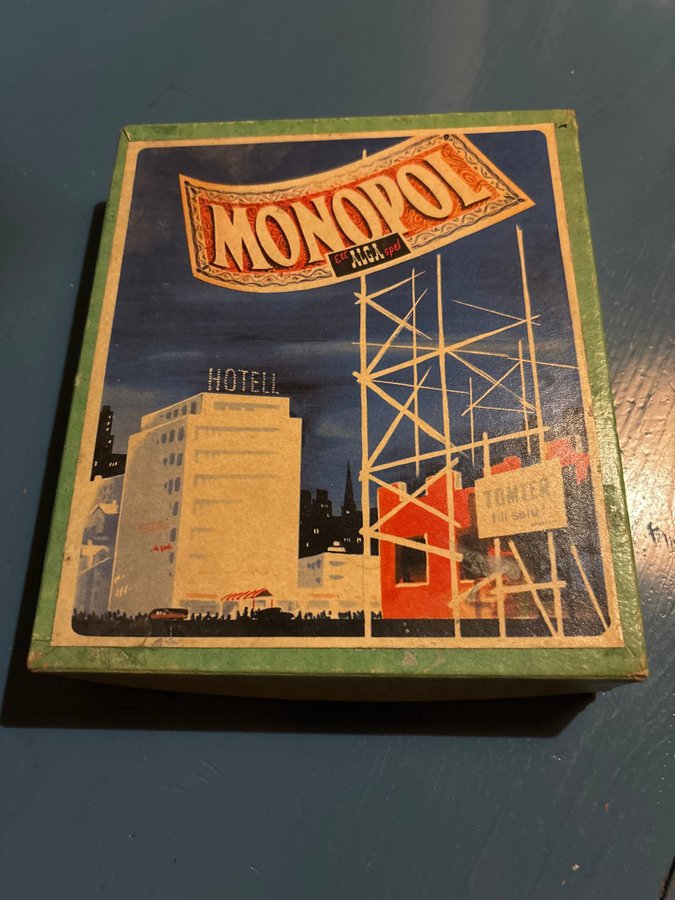 MONOPOL
Ett ALGA spel
HOTELL
TOMTER
till salu!